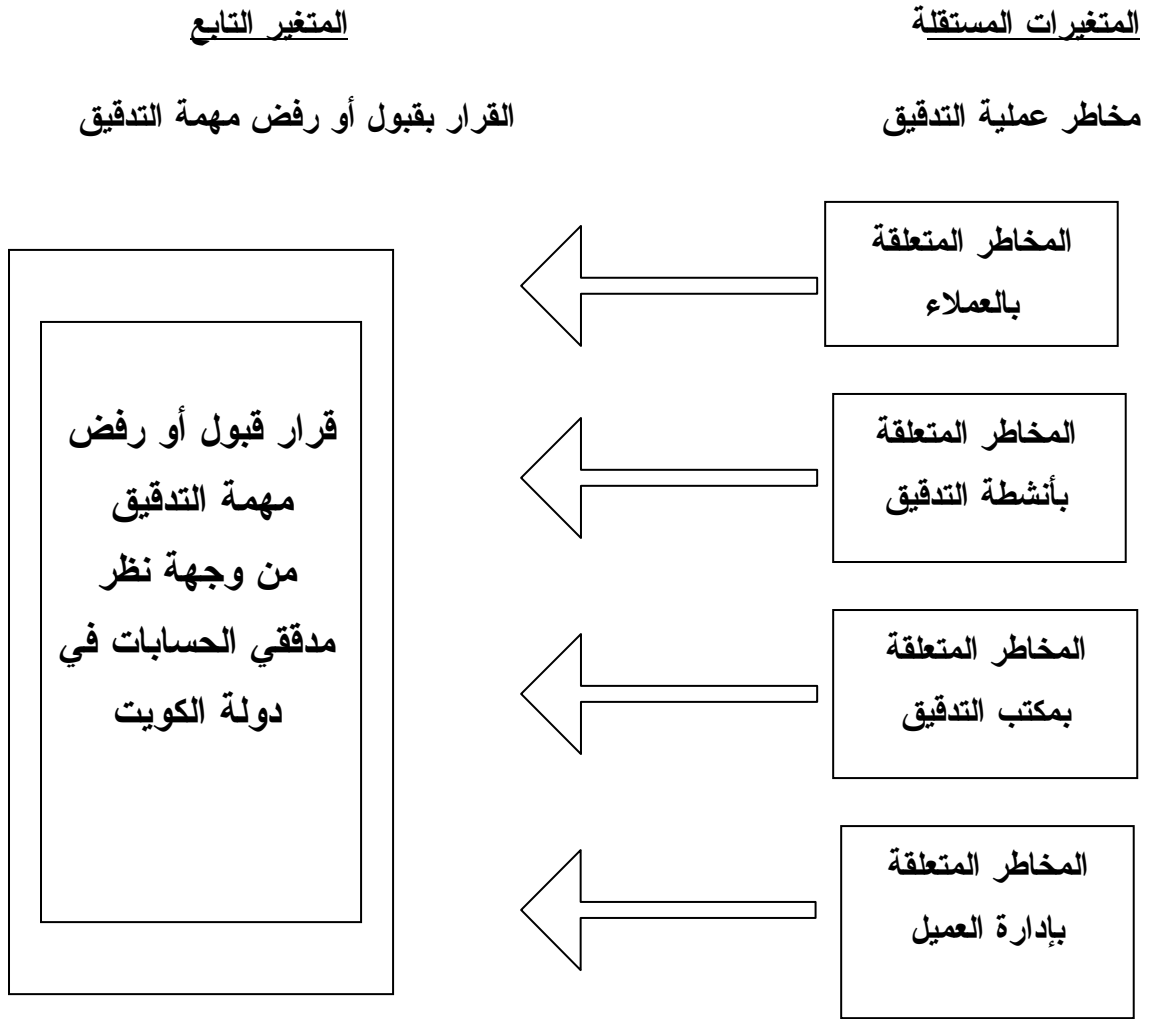 المتغيرات المستقلة
المتغير التابع
مخاطر عملية التدقيق
القرار بقبول أو رفض مهمة التدقيق
المخاطر المتعلقة
بالعملاء
المخاطر المتعلقة
بأنشطة التدقيق
المخاطر المتعلقة
بمكتب التدقيق
المخاطر المتعلقة
بإدارة العميل
قرار قبول أو رفض
مهمة التدقيق
من وجهة نظر
مدققي الحسابات في
دولة الكويت